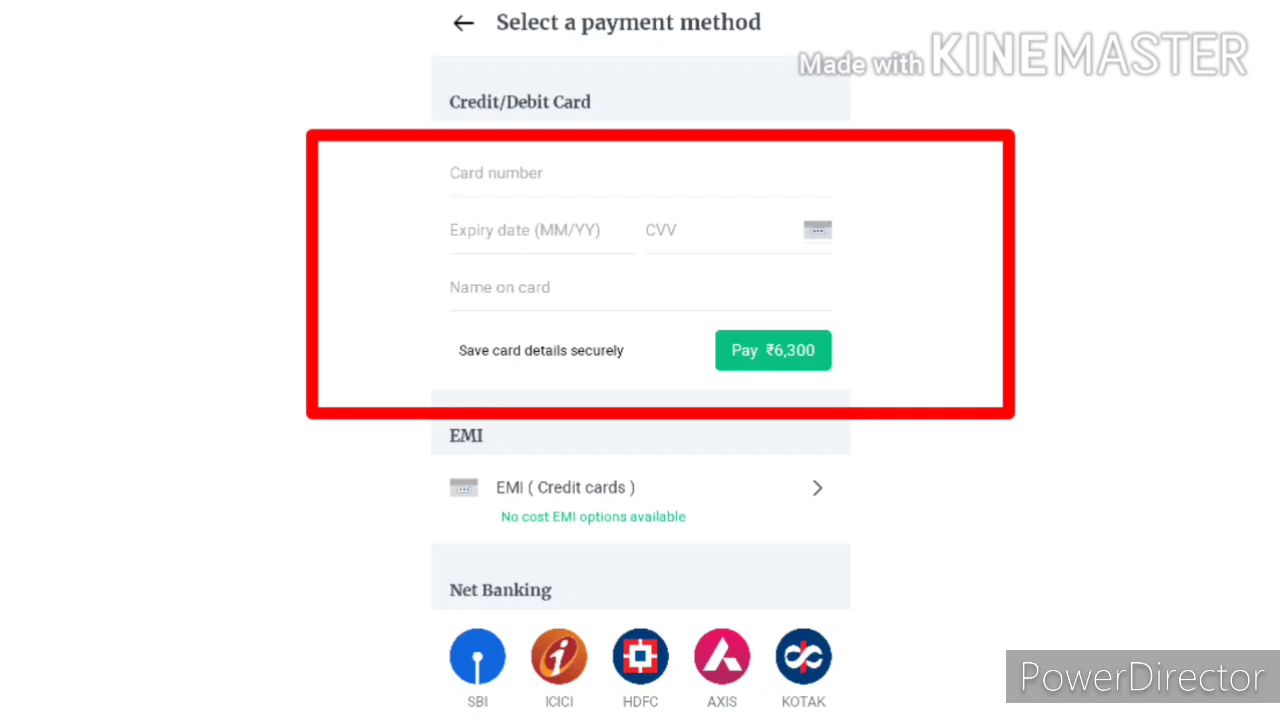 Select a payment method
Made with KINEMASTER
Credit/Debit Card
Card number
Expiry date (MM/YY) CVV
Name on card
Save card details securely Pay ₹6,300
EMI
EMI ( Credit cards )
No cost EMI options available
Net Banking
SBI ICICI HDFC AXIS KOTAK
PowerDirector